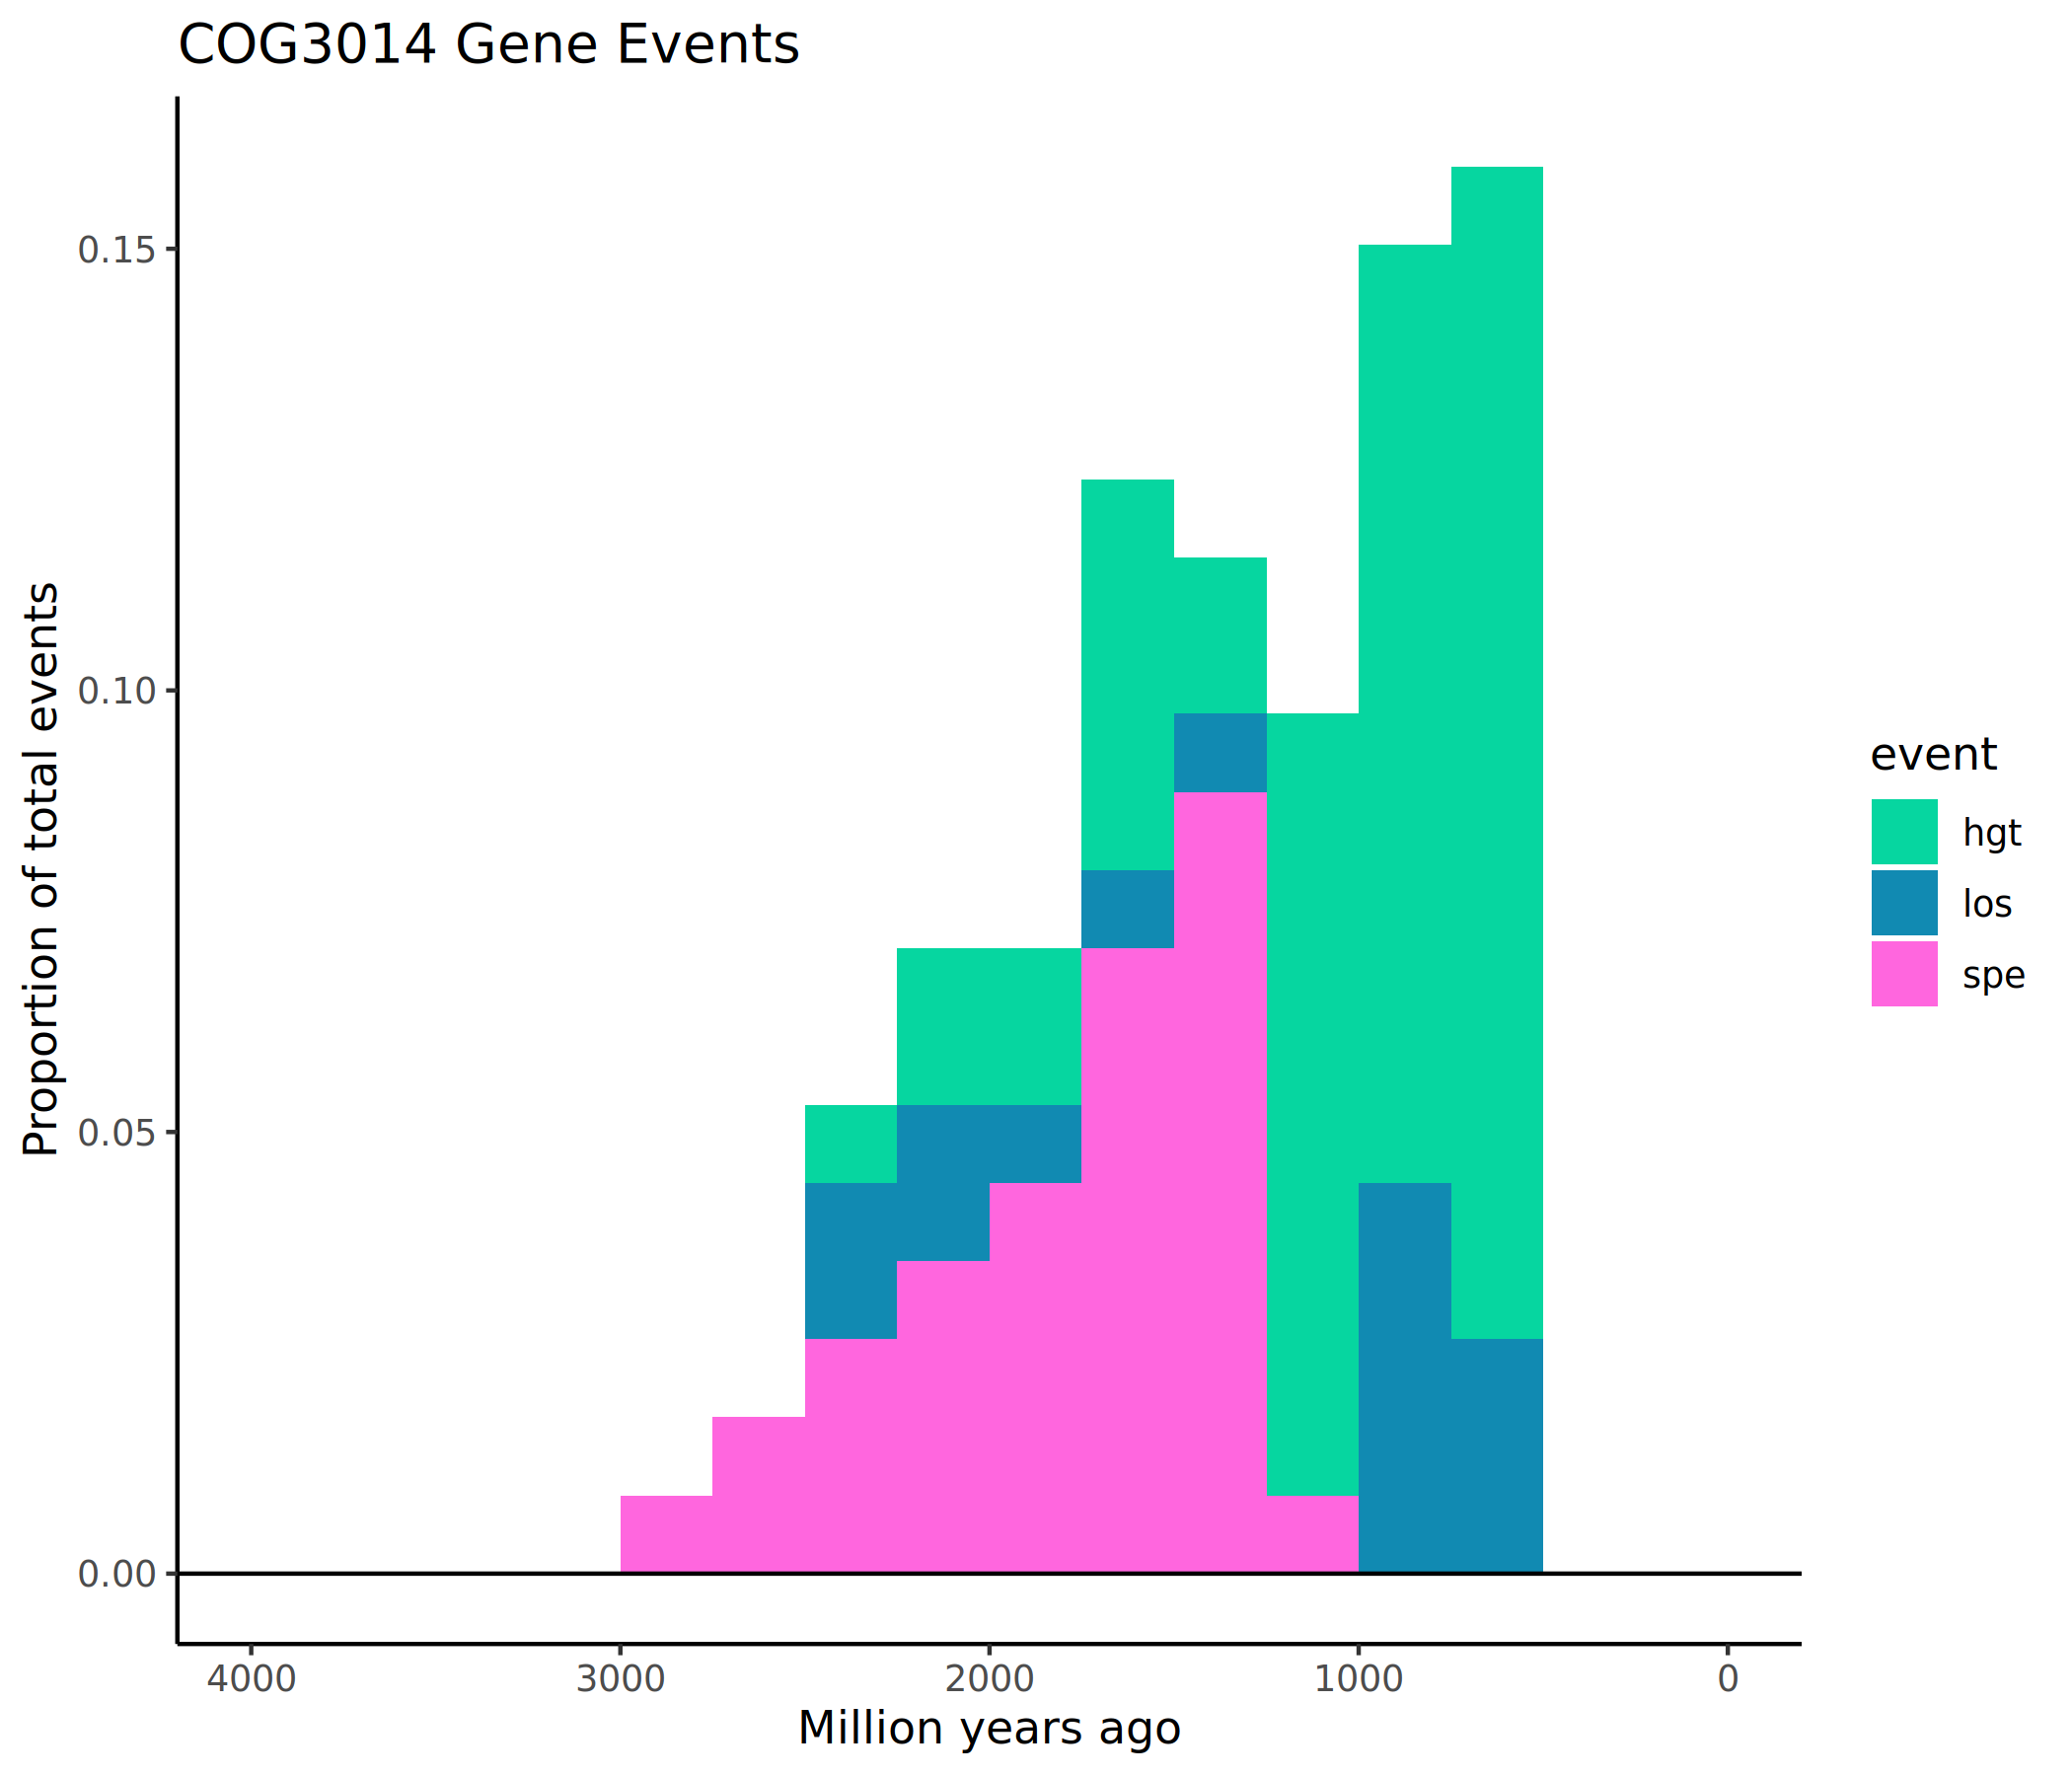 COG3014 Gene Events
Proportion of total events
0.15
0.10
0.05
0.00
4000 3000 2000 1000 0
Million years ago
event
hgt
los
spe